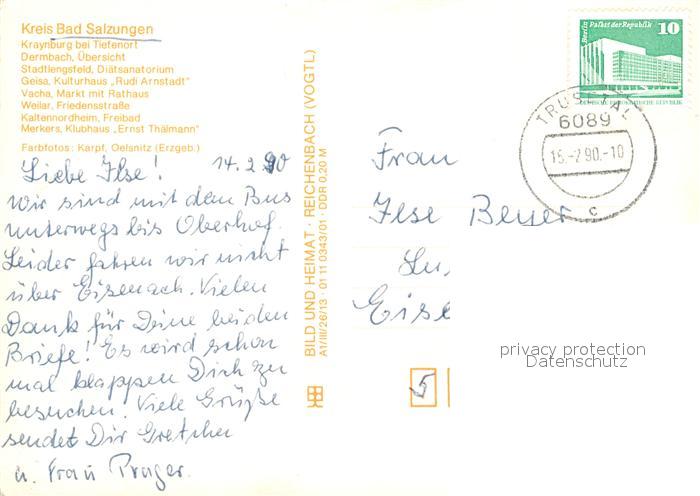 Kreis Bad Salzungen
Kraynburg bei Tiefenort
Dermbach, Übersicht
Stadtlengsfeld, Diätsanatorium
Geisa, Kulturhaus „Rudi Arnstadt"
Vacha, Markt mit Rathaus
Weilar, Friedensstraße
Kaltennordheim, Freibad
Merkers, Klubhaus „Ernst Thälmann"
Farbfotos: Karpf, Oelsnitz (Erzgeb.)
Liebe Ilse! 14.2.90
Wir sind mit dem Bus
unterwegs bis Oberhof.
Leider fahren wir nicht
über Eisenach. Vielen
Dank für Deine beiden
Briefe! Es wird schon
mal klappen Dich zu
besuchen. Viele Grüße
sendet Dir Gretchen
u. Frau Prager.
BILD UND HEIMAT · REICHENBACH (VOGTL)
A1/III/26/13 · 01 11 0343/01 · DDR 0,20 M
Berlin Palast der Republik
10
DEUTSCHE DEMOKRATISCHE REPUBLIK
TRUSETAL
6089
15.-2.90.-10
c
Frau
Ilse Beyer
Eise
5
privacy protection
Datenschutz